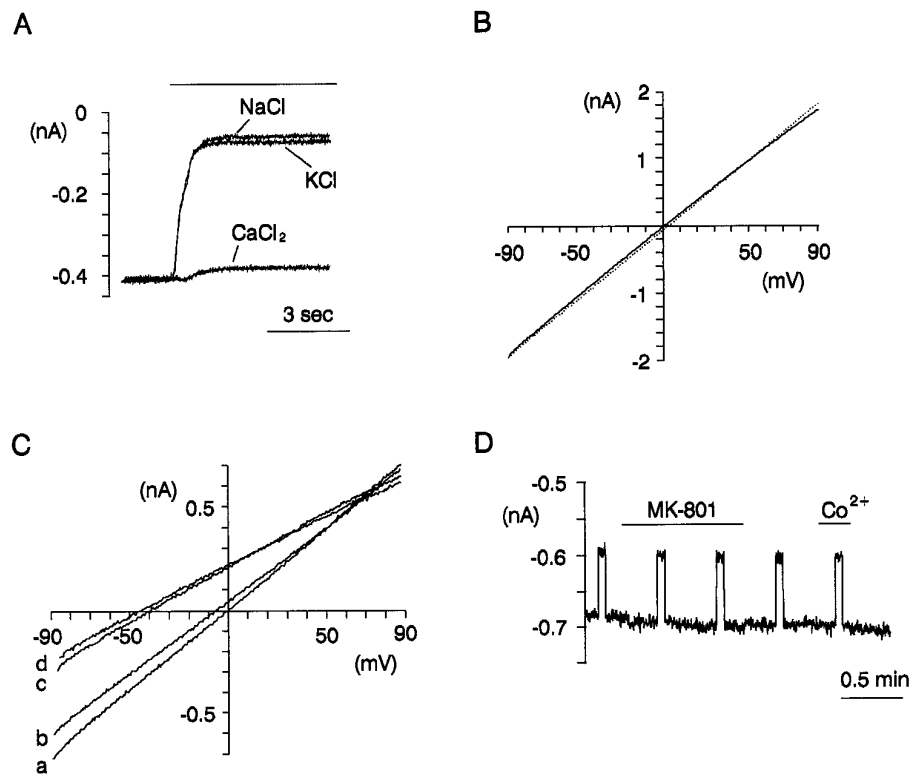 A
0
(nA)
-0.2
-0.4
NaCl
KCl
CaCl₂
3 sec
B
(nA)
2
1
-90
-50
50
90
(mV)
-1
-2
C
(nA)
0.5
-90
-50
50
90
(mV)
d
c
b
a
-0.5
D
-0.5
(nA)
-0.6
-0.7
MK-801
Co²⁺
0.5 min